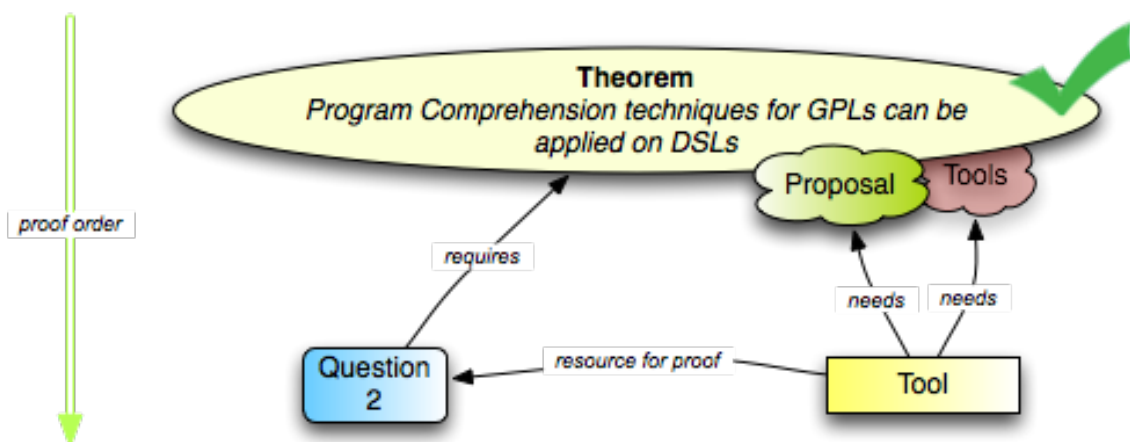 Theorem
Program Comprehension techniques for GPLs can be
applied on DSLs
Proposal
Tools
proof order
requires
needs
needs
Question
2
resource for proof
Tool